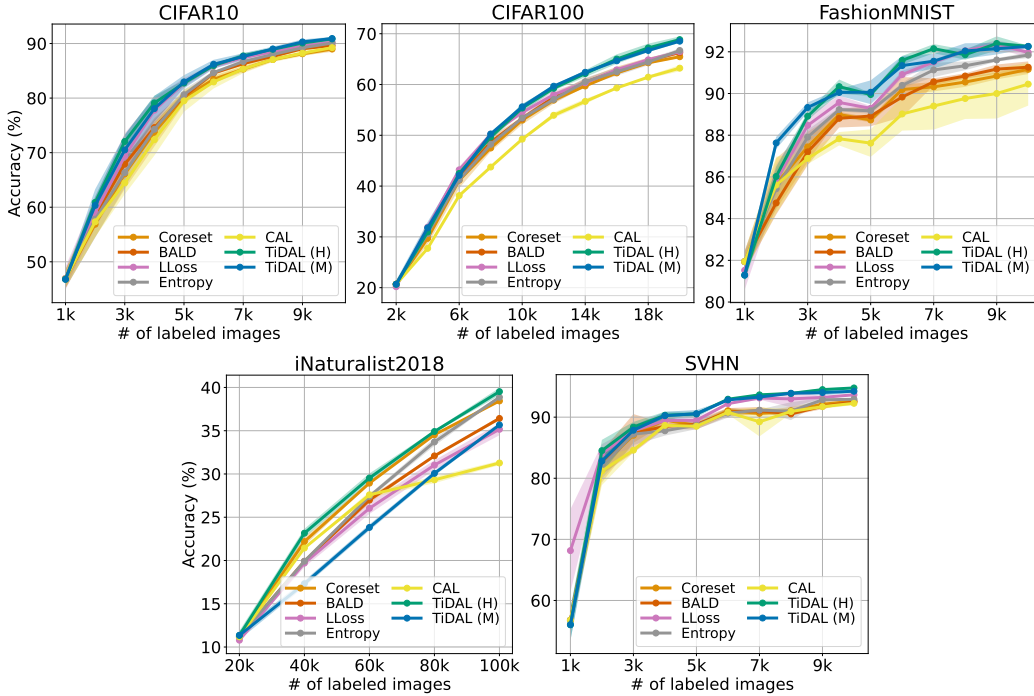 CIFAR10
Accuracy (%)
90
80
70
60
50
1k 3k 5k 7k 9k
# of labeled images
Coreset
BALD
LLoss
Entropy
CAL
TiDAL (H)
TiDAL (M)
CIFAR100
70
60
50
40
30
20
2k 6k 10k 14k 18k
# of labeled images
Coreset
BALD
LLoss
Entropy
CAL
TiDAL (H)
TiDAL (M)
FashionMNIST
92
90
88
86
84
82
80
1k 3k 5k 7k 9k
# of labeled images
Coreset
BALD
LLoss
Entropy
CAL
TiDAL (H)
TiDAL (M)
iNaturalist2018
Accuracy (%)
40
35
30
25
20
15
10
20k 40k 60k 80k 100k
# of labeled images
Coreset
BALD
LLoss
Entropy
CAL
TiDAL (H)
TiDAL (M)
SVHN
90
80
70
60
1k 3k 5k 7k 9k
# of labeled images
Coreset
BALD
LLoss
Entropy
CAL
TiDAL (H)
TiDAL (M)